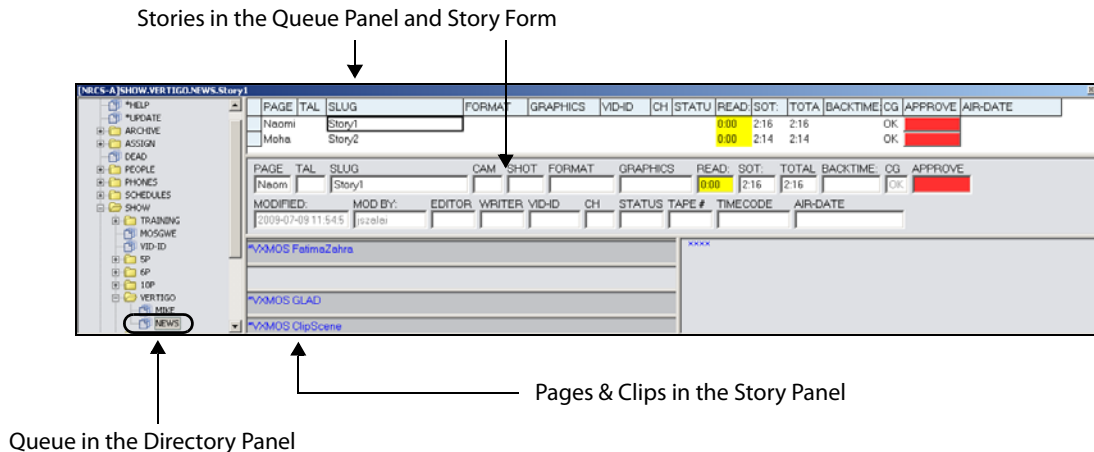 Stories in the Queue Panel and Story Form
[NRCS-A]SHOW.VERTIGO.NEWS.Story1
*HELP
*UPDATE
ARCHIVE
ASSIGN
DEAD
PEOPLE
PHONES
SCHEDULES
SHOW
TRAINING
MOSGWE
VID-ID
5P
6P
10P
VERTIGO
MIKE
NEWS
PAGE TAL SLUG FORMAT GRAPHICS VID-ID CH STATU READ: SOT: TOTA BACKTIME CG APPROVE AIR-DATE
Naomi Story1 0:00 2:16 2:16 OK
Moha Story2 0:00 2:14 2:14 OK
PAGE TAL SLUG CAM SHOT FORMAT GRAPHICS READ: SOT: TOTAL BACKTIME: CG APPROVE
Naom Story1 0:00 2:16 2:16 OK
MODIFIED: MOD BY: EDITOR WRITER VID-ID CH STATUS TAPE # TIMECODE AIR-DATE
2009-07-09 11:54:5 jszalai
*VXMOS FatimaZahra
*VXMOS GLAD
*VXMOS ClipScene
××××
Pages & Clips in the Story Panel
Queue in the Directory Panel